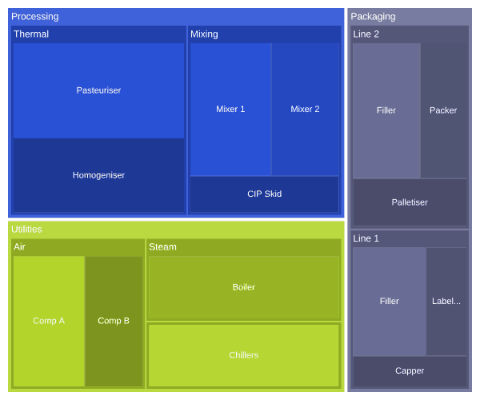 Processing
Thermal
Pasteuriser
Homogeniser
Mixing
Mixer 1
Mixer 2
CIP Skid
Utilities
Air
Comp A
Comp B
Steam
Boiler
Chillers
Packaging
Line 2
Filler
Packer
Palletiser
Line 1
Filler
Label...
Capper